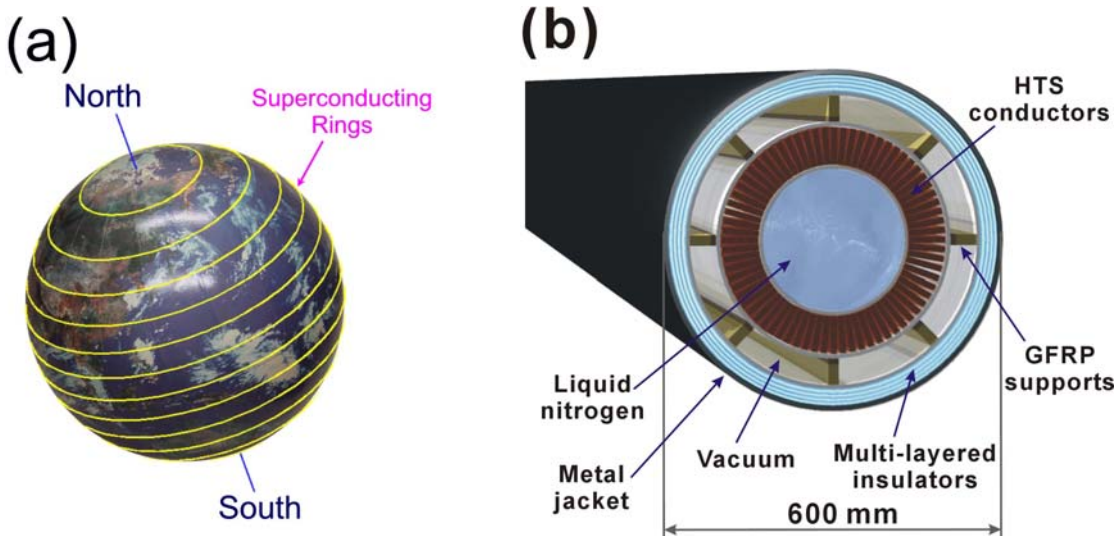 (a)
North
Superconducting
Rings
South
(b)
HTS
conductors
Liquid
nitrogen
GFRP
supports
Metal
jacket
Vacuum
Multi-layered
insulators
600 mm